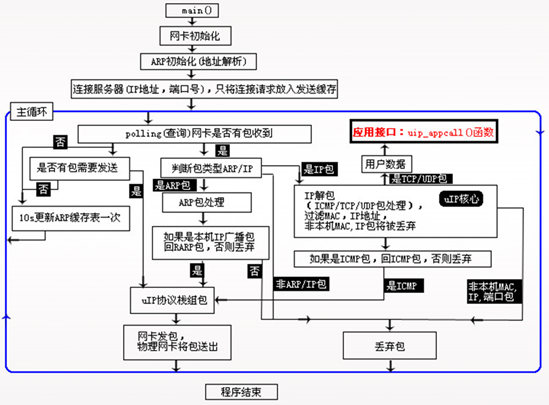 main()
网卡初始化
ARP初始化(地址解析)
连接服务器(IP地址，端口号)，只将连接请求放入发送缓存
主循环
polling(查询)网卡是否有包收到
应用接口：uip_appcall()函数
否
是
是否有包需要发送
判断包类型ARP/IP
是IP包
用户数据
否
是
是ARP包
是TCP/UDP包
10s更新ARP缓存表一次
ARP包处理
IP解包
uIP核心
(ICMP/TCP/UDP包处理)，
过滤MAC，IP地址，
非本机MAC,IP包将被丢弃
如果是本机IP广播包
回RARP包，否则丢弃
如果是ICMP包，回ICMP包，否则丢弃
是
否
非ARP/IP包
是ICMP
非本机MAC,
IP,端口包
uIP协议栈组包
网卡发包，
物理网卡将包送出
丢弃包
程序结束